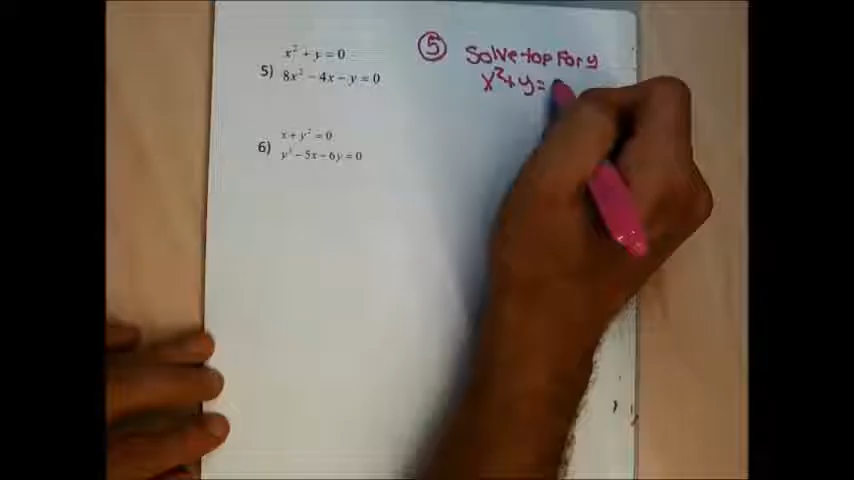 x² + y = 0
5) 8x² − 4x − y = 0
x + y² = 0
6) y² − 5x − 6y = 0
⑤ Solve top For y
x² + y =